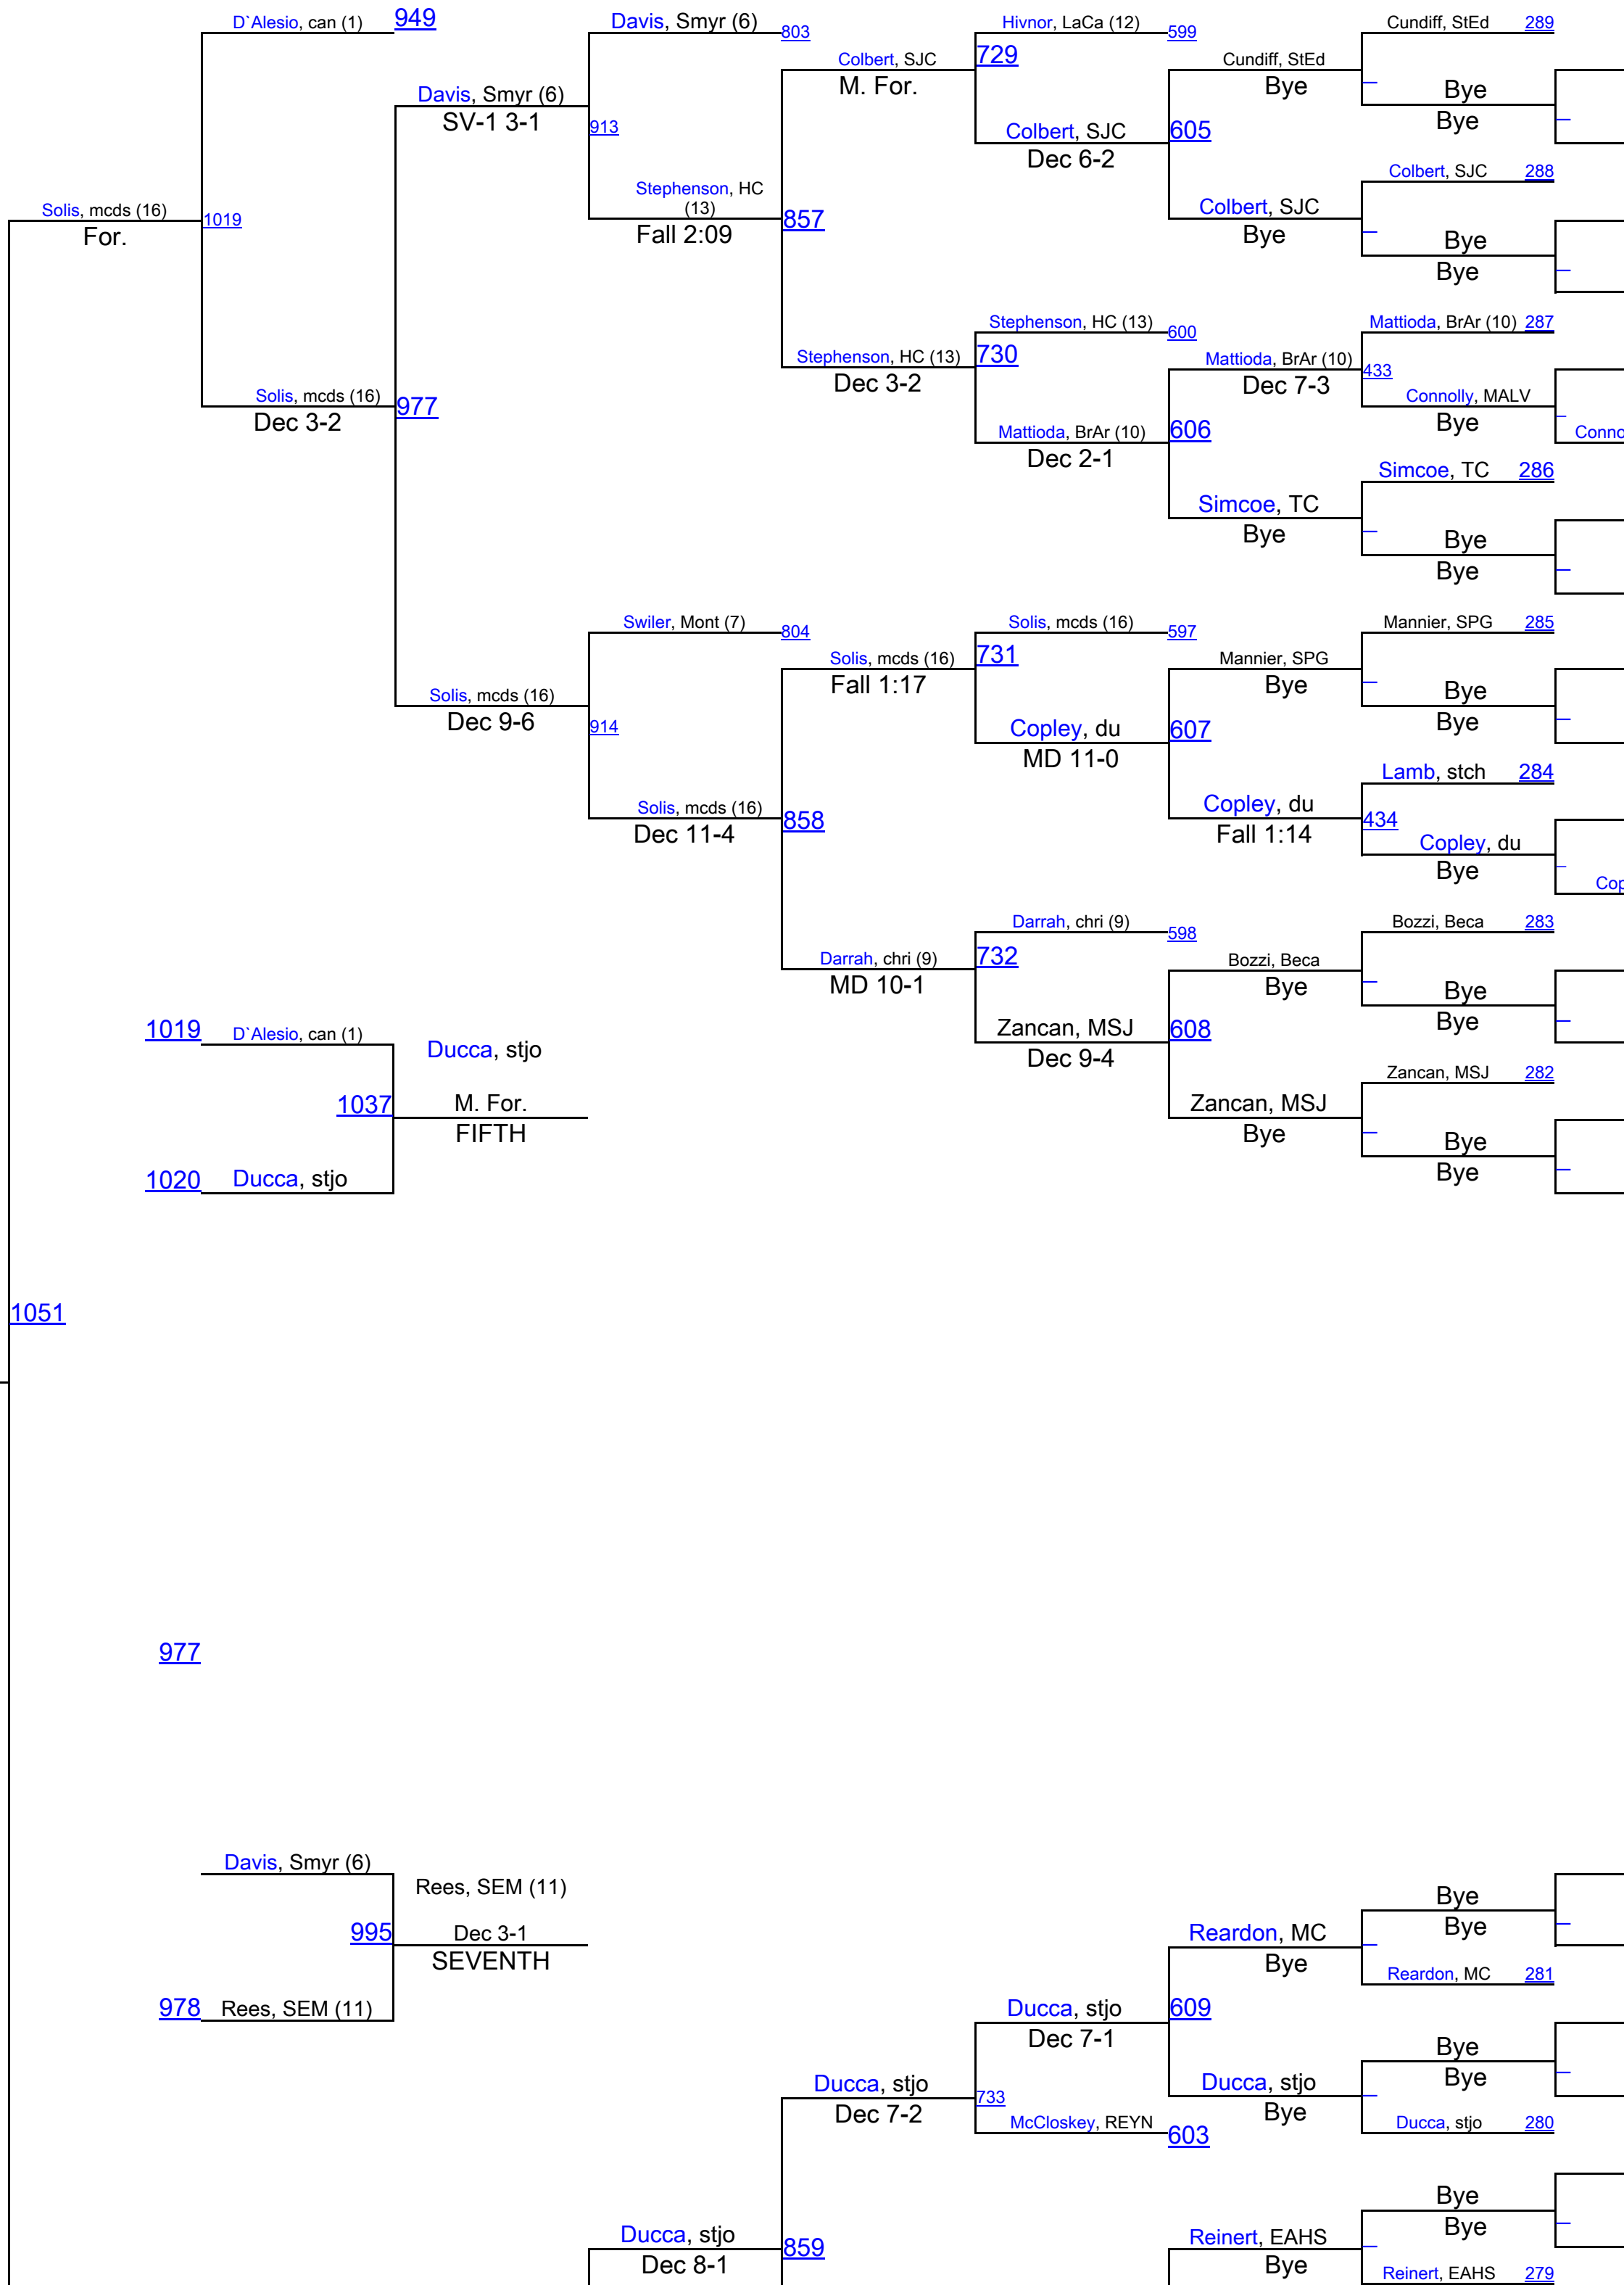 D`Alesio, can (1) 949
Davis, Smyr (6) 803
Hivnor, LaCa (12) 599
Cundiff, StEd 289
Colbert, SJC 729
M. For.
Cundiff, StEd
Bye
Bye
Bye
Davis, Smyr (6)
SV-1 3-1
913
Colbert, SJC 605
Dec 6-2
Colbert, SJC 288
Stephenson, HC
(13)
Fall 2:09
857
Colbert, SJC
Bye
Bye
Bye
Solis, mcds (16) 1019
For.
Stephenson, HC (13) 600
Mattioda, BrAr (10) 287
Stephenson, HC (13) 730
Dec 3-2
Mattioda, BrAr (10) 433
Dec 7-3
Connolly, MALV
Bye
Solis, mcds (16) 977
Dec 3-2
Mattioda, BrAr (10) 606
Dec 2-1
Conno
Simcoe, TC 286
Simcoe, TC
Bye
Bye
Bye
Swiler, Mont (7) 804
Solis, mcds (16) 597
Mannier, SPG 285
Solis, mcds (16) 731
Fall 1:17
Mannier, SPG
Bye
Bye
Bye
Solis, mcds (16)
Dec 9-6
914
Copley, du 607
MD 11-0
Lamb, stch 284
Solis, mcds (16) 858
Dec 11-4
Copley, du 434
Fall 1:14
Copley, du
Bye
Cop
Darrah, chri (9) 598
Bozzi, Beca 283
Darrah, chri (9) 732
MD 10-1
Bozzi, Beca
Bye
Bye
Bye
1019 D`Alesio, can (1)
Ducca, stjo
Zancan, MSJ 608
Dec 9-4
Zancan, MSJ 282
1037 M. For.
FIFTH
Zancan, MSJ
Bye
Bye
Bye
1020 Ducca, stjo
1051
977
Davis, Smyr (6)
Rees, SEM (11)
995 Dec 3-1
SEVENTH
Bye
Bye
Reardon, MC
Bye
Reardon, MC 281
978 Rees, SEM (11)
Ducca, stjo 609
Dec 7-1
Bye
Bye
Ducca, stjo
Dec 7-2
733
Ducca, stjo
Bye
McCloskey, REYN 603
Ducca, stjo 280
Bye
Bye
Ducca, stjo 859
Dec 8-1
Reinert, EAHS
Bye
Reinert, EAHS 279